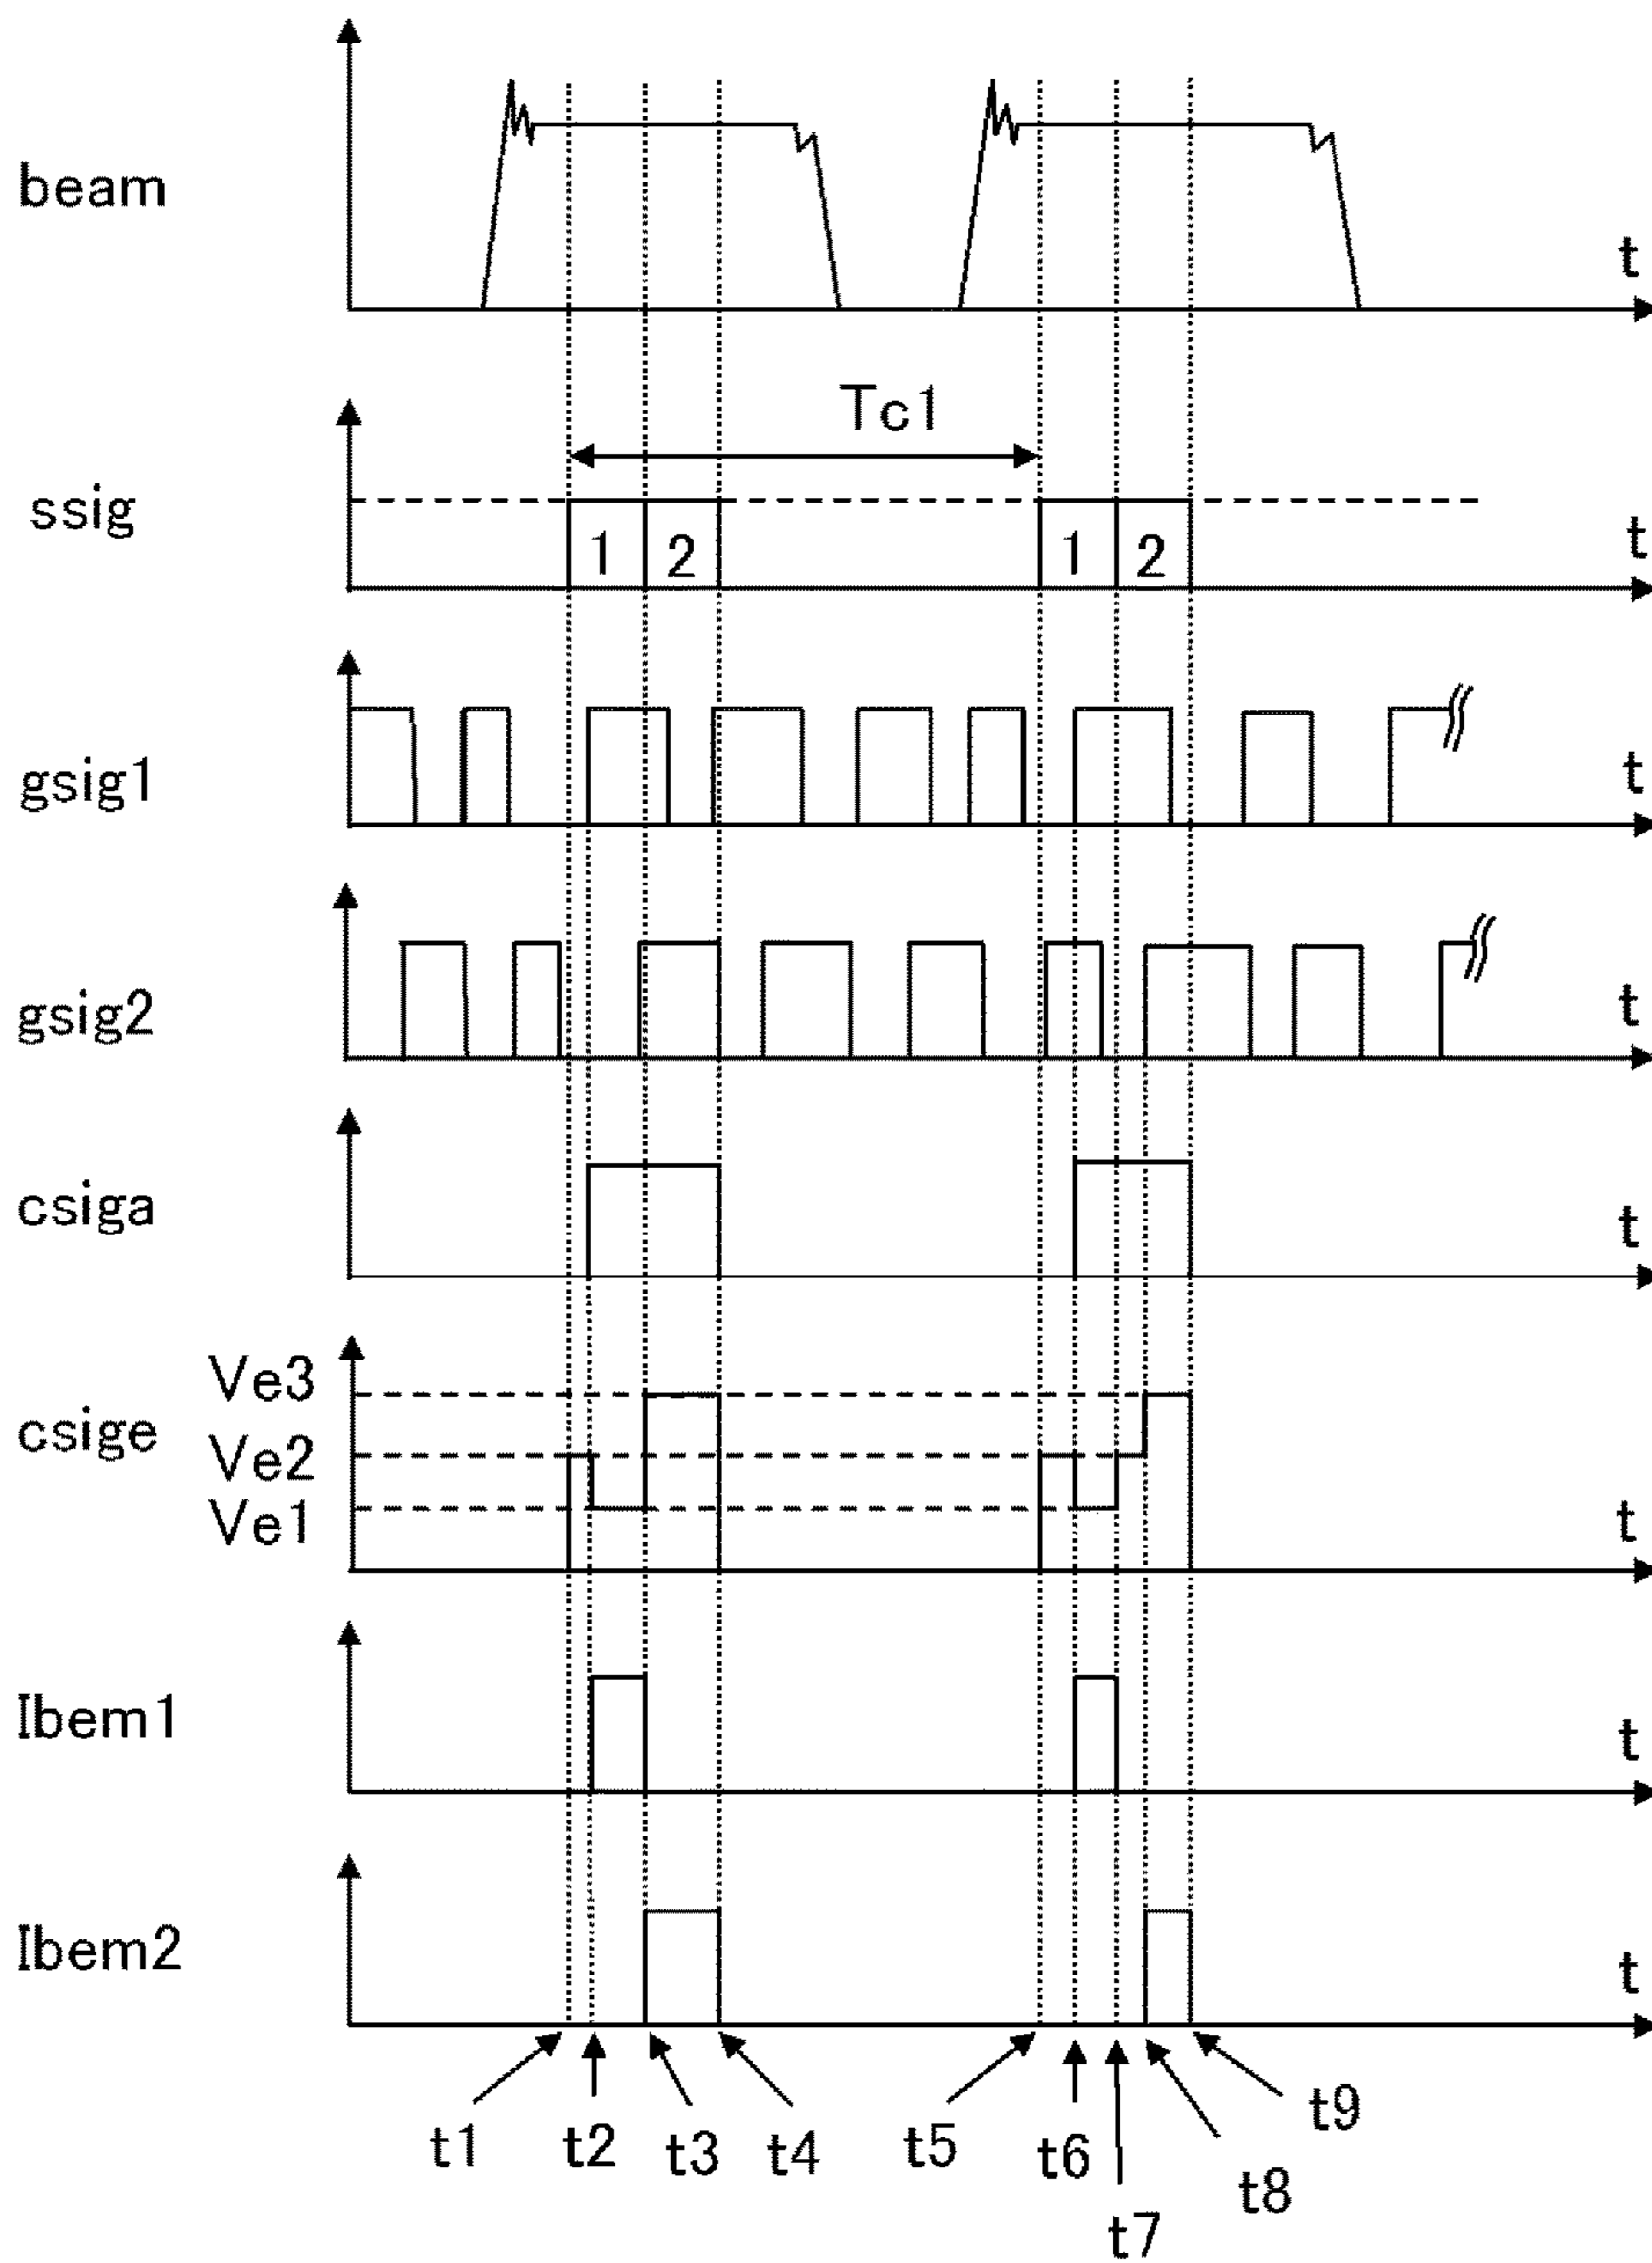 beam
t
Tc1
ssig
1 2
1 2
t
gsig1
t
gsig2
t
csiga
t
Ve3
csige
Ve2
Ve1
t
Ibem1
t
Ibem2
t
t1 t2 t3 t4 t5 t6 t7 t8 t9